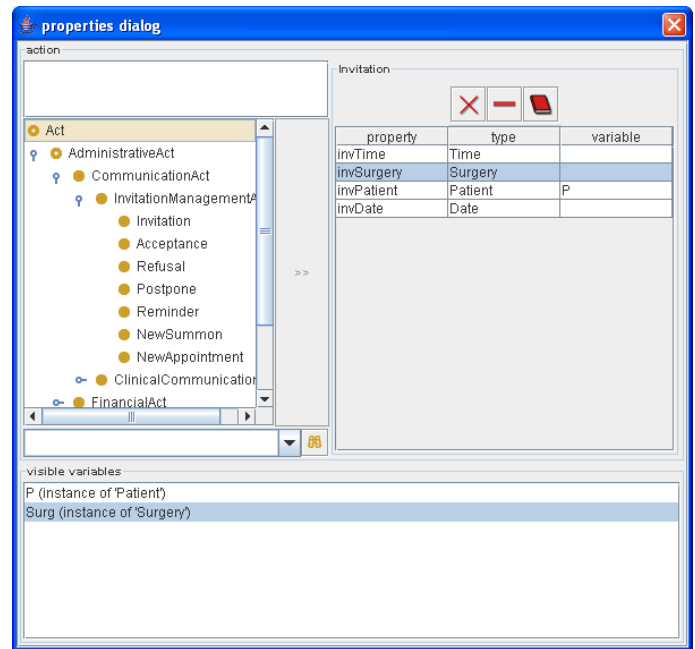 properties dialog
action
Act
AdministrativeAct
CommunicationAct
InvitationManagementA
Invitation
Acceptance
Refusal
Postpone
Reminder
NewSummon
NewAppointment
ClinicalCommunication
FinancialAct
>>
Invitation
property type variable
invTime Time
invSurgery Surgery
invPatient Patient P
invDate Date
visible variables
P (instance of 'Patient')
Surg (instance of 'Surgery')